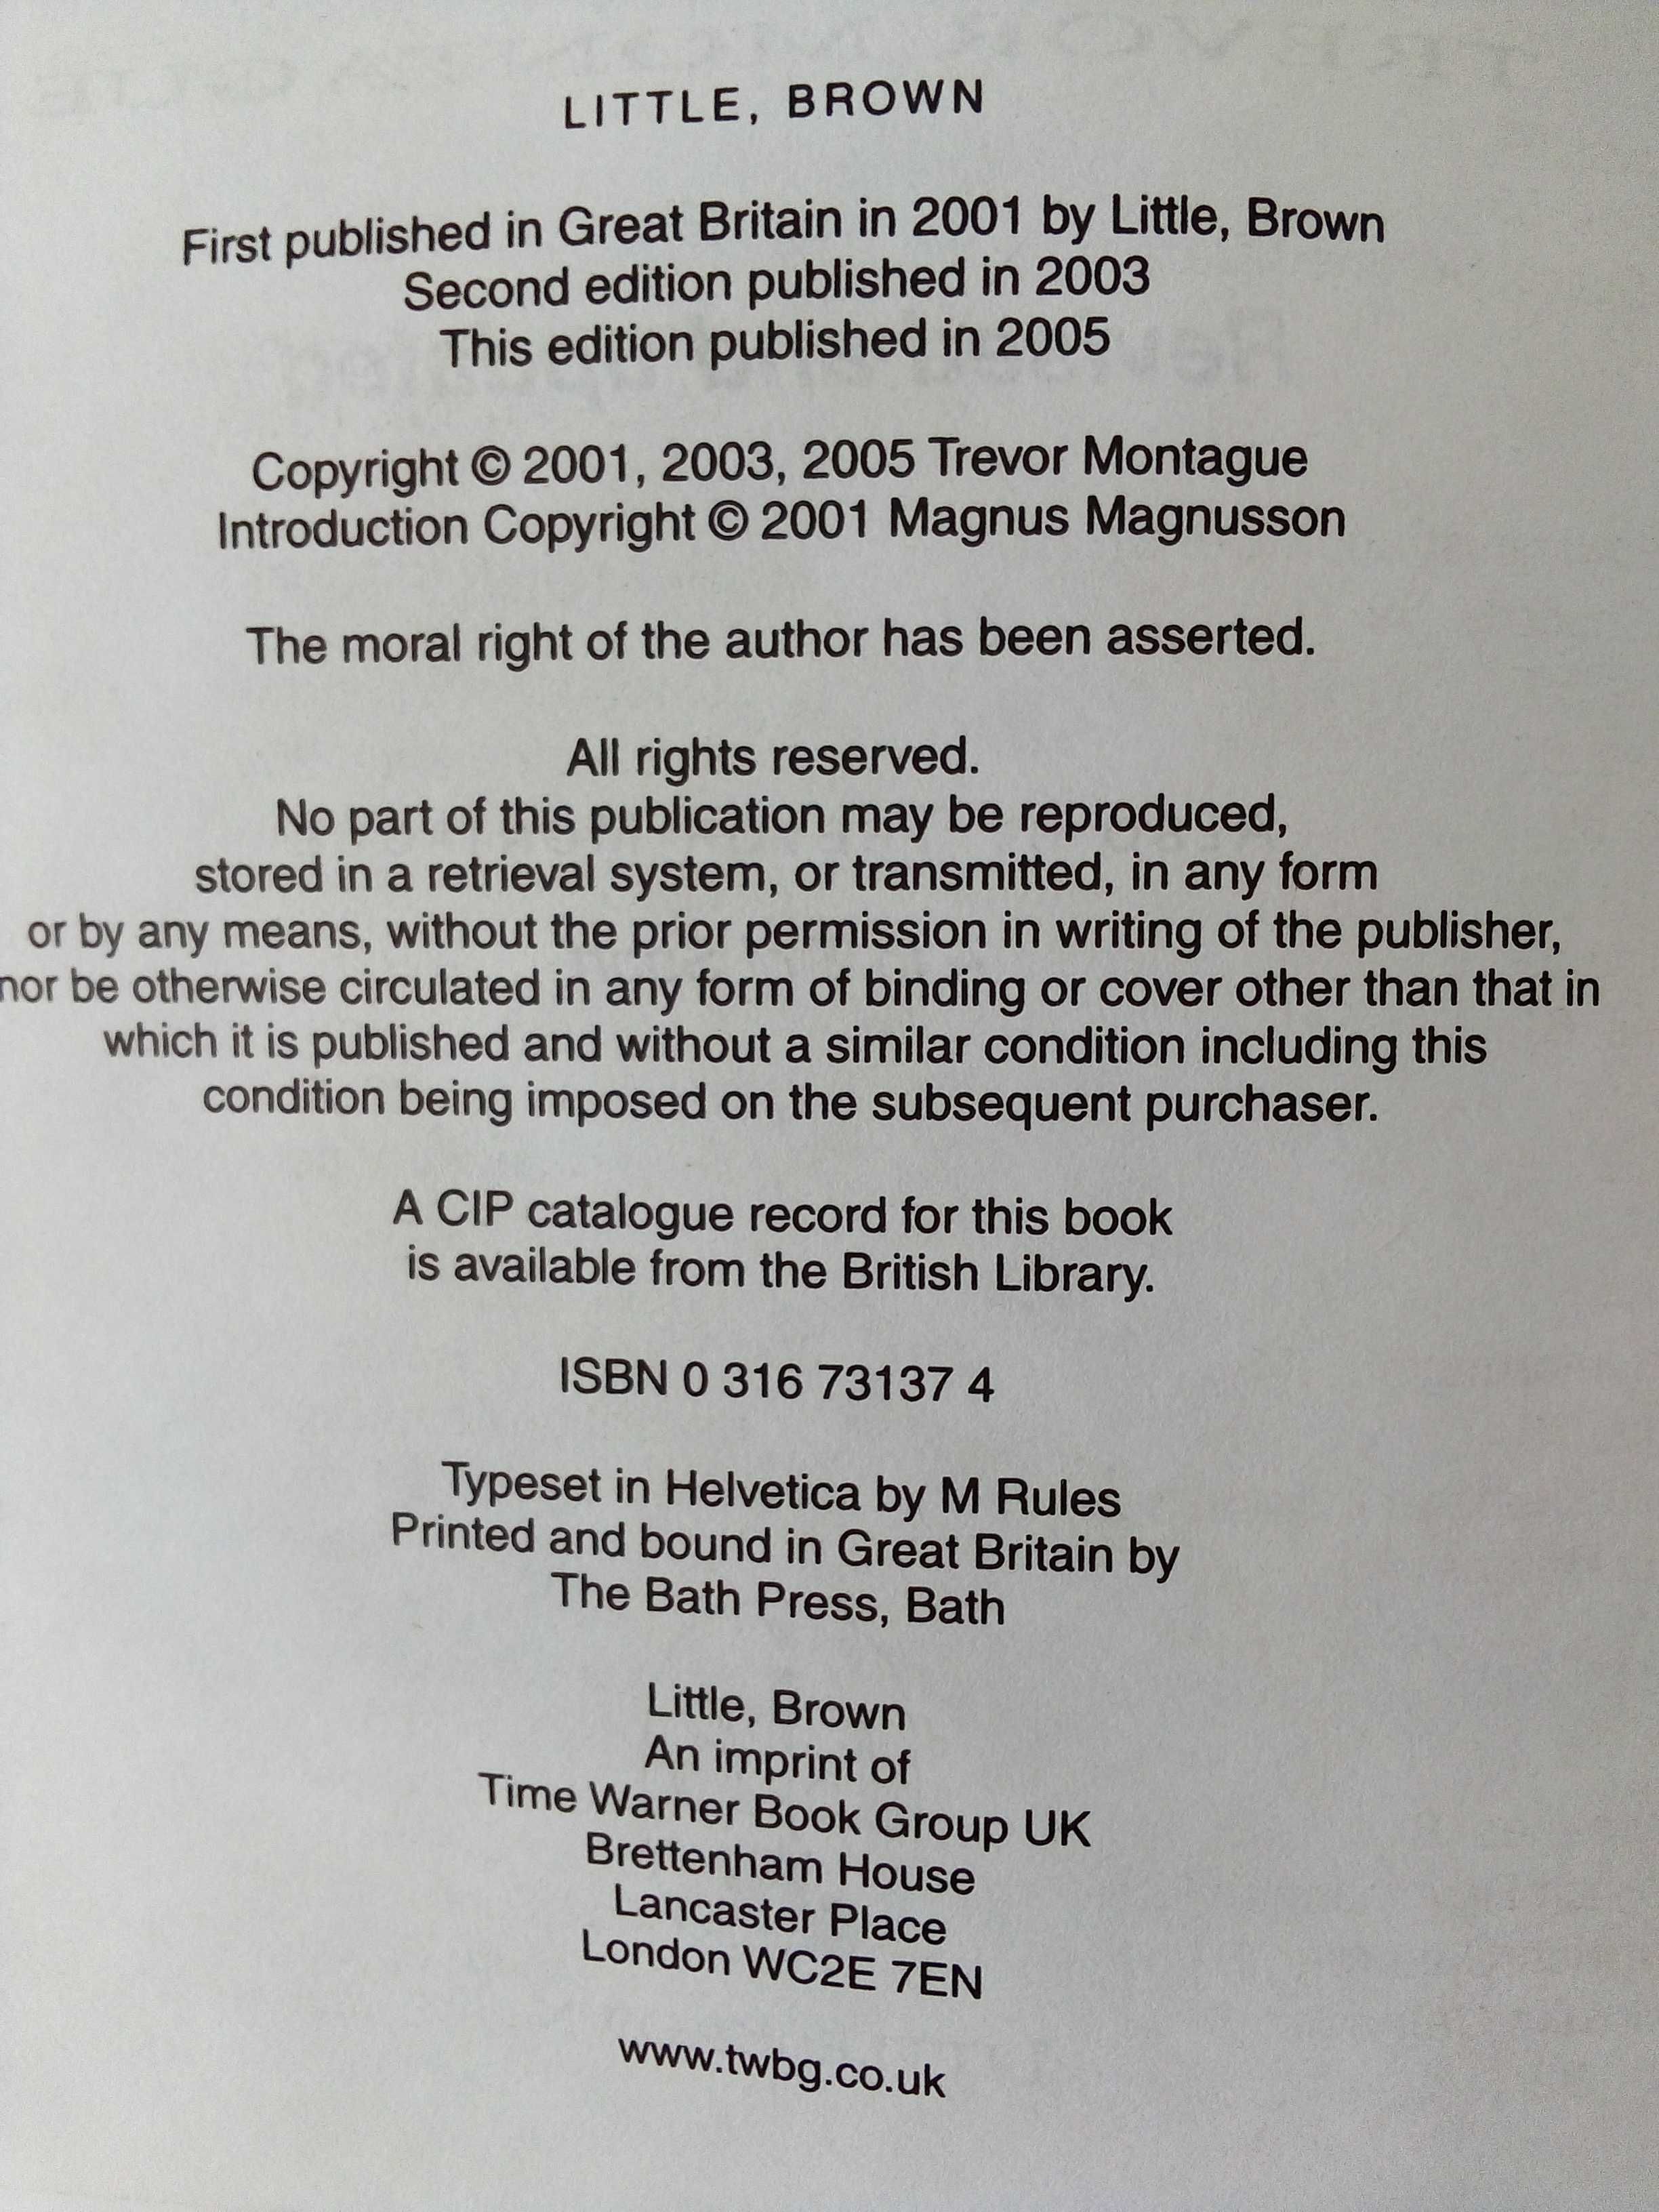 LITTLE, BROWN
First published in Great Britain in 2001 by Little, Brown
Second edition published in 2003
This edition published in 2005
Copyright © 2001, 2003, 2005 Trevor Montague
Introduction Copyright © 2001 Magnus Magnusson
The moral right of the author has been asserted.
All rights reserved.
No part of this publication may be reproduced,
stored in a retrieval system, or transmitted, in any form
or by any means, without the prior permission in writing of the publisher,
nor be otherwise circulated in any form of binding or cover other than that in
which it is published and without a similar condition including this
condition being imposed on the subsequent purchaser.
A CIP catalogue record for this book
is available from the British Library.
ISBN 0 316 73137 4
Typeset in Helvetica by M Rules
Printed and bound in Great Britain by
The Bath Press, Bath
Little, Brown
An imprint of
Time Warner Book Group UK
Brettenham House
Lancaster Place
London WC2E 7EN
www.twbg.co.uk